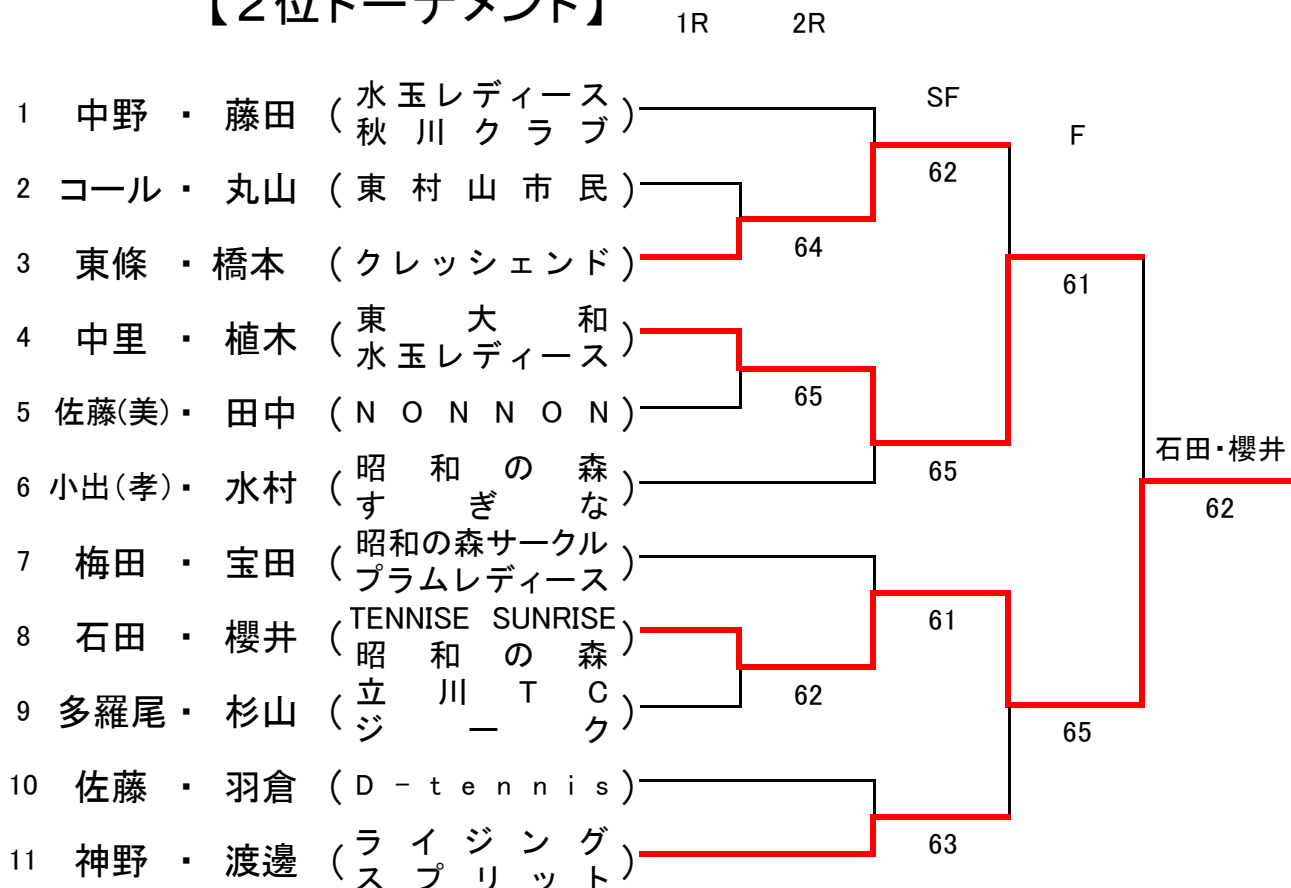 【２位トーナメント】
1R 2R
SF
F
1 中野 ・ 藤田 (水玉レディース 秋川クラブ)
2 コール ・ 丸山 (東村山市民)
3 東條 ・ 橋本 (クレッシェンド)
4 中里 ・ 植木 (東大和 水玉レディース)
5 佐藤(美) ・ 田中 (NONNON)
6 小出(孝) ・ 水村 (昭和の森 すぎな)
7 梅田 ・ 宝田 (昭和の森サークル プラムレディース)
8 石田 ・ 櫻井 (TENNISE SUNRISE 昭和の森)
9 多羅尾 ・ 杉山 (立川TC ジーク)
10 佐藤 ・ 羽倉 (D-tennis)
11 神野 ・ 渡邊 (ライジング スプリット)
64
65
62
62
65
61
63
61
65
石田・櫻井
62